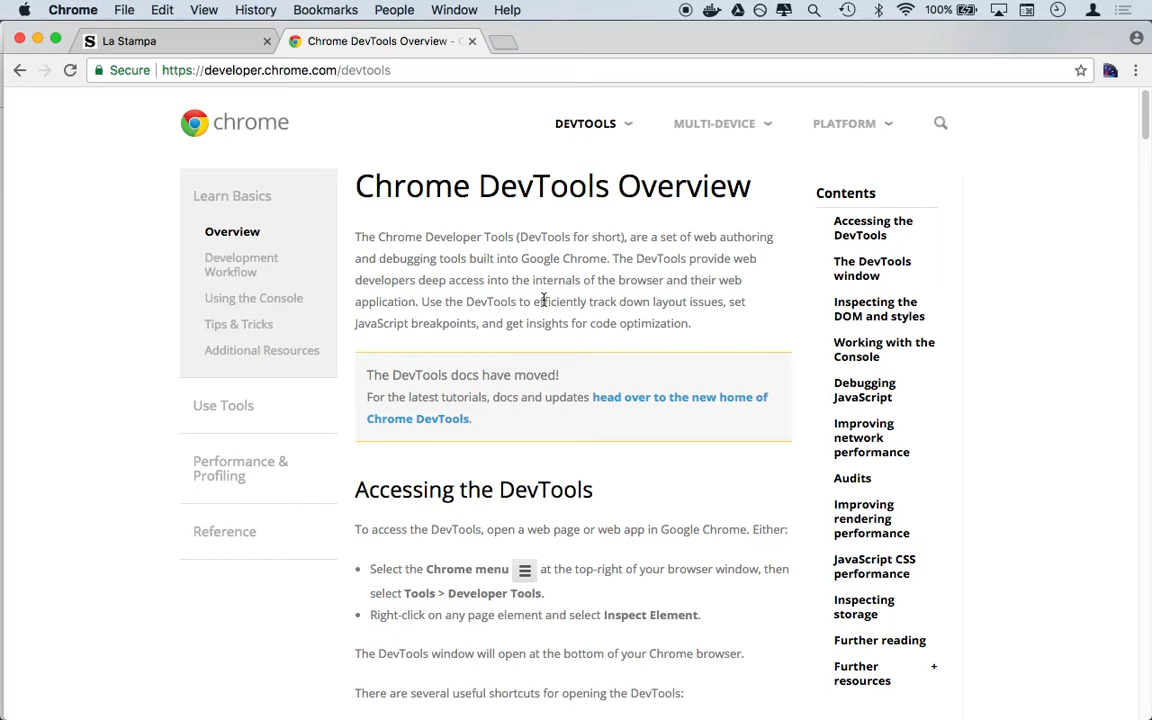 Chrome File Edit View History Bookmarks People Window Help 100%
La Stampa Chrome DevTools Overview - C
Secure https://developer.chrome.com/devtools
chrome
DEVTOOLS MULTI-DEVICE PLATFORM
Learn Basics
Overview
Development
Workflow
Using the Console
Tips & Tricks
Additional Resources
Use Tools
Performance &
Profiling
Reference
Chrome DevTools Overview
The Chrome Developer Tools (DevTools for short), are a set of web authoring
and debugging tools built into Google Chrome. The DevTools provide web
developers deep access into the internals of the browser and their web
application. Use the DevTools to efficiently track down layout issues, set
JavaScript breakpoints, and get insights for code optimization.
The DevTools docs have moved!
For the latest tutorials, docs and updates head over to the new home of
Chrome DevTools.
Accessing the DevTools
To access the DevTools, open a web page or web app in Google Chrome. Either:
• Select the Chrome menu at the top-right of your browser window, then
select Tools > Developer Tools.
• Right-click on any page element and select Inspect Element.
The DevTools window will open at the bottom of your Chrome browser.
There are several useful shortcuts for opening the DevTools:
Contents
Accessing the
DevTools
The DevTools
window
Inspecting the
DOM and styles
Working with the
Console
Debugging
JavaScript
Improving
network
performance
Audits
Improving
rendering
performance
JavaScript CSS
performance
Inspecting
storage
Further reading
Further +
resources